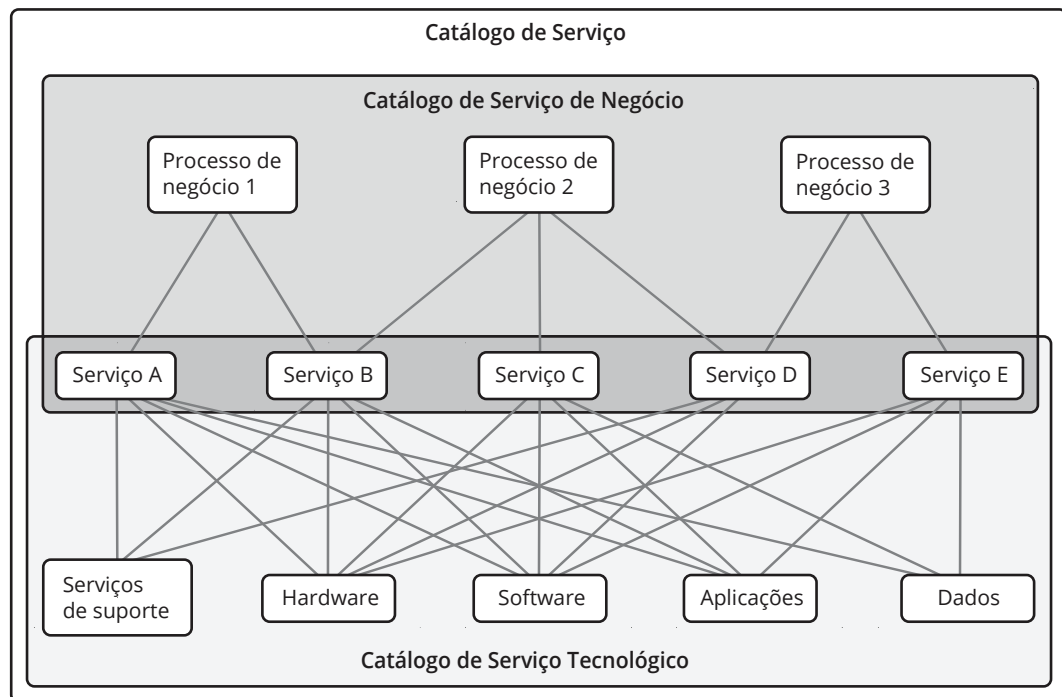 Catálogo de Serviço
Catálogo de Serviço de Negócio
Processo de
negócio 1
Processo de
negócio 2
Processo de
negócio 3
Serviço A
Serviço B
Serviço C
Serviço D
Serviço E
Serviços
de suporte
Hardware
Software
Aplicações
Dados
Catálogo de Serviço Tecnológico